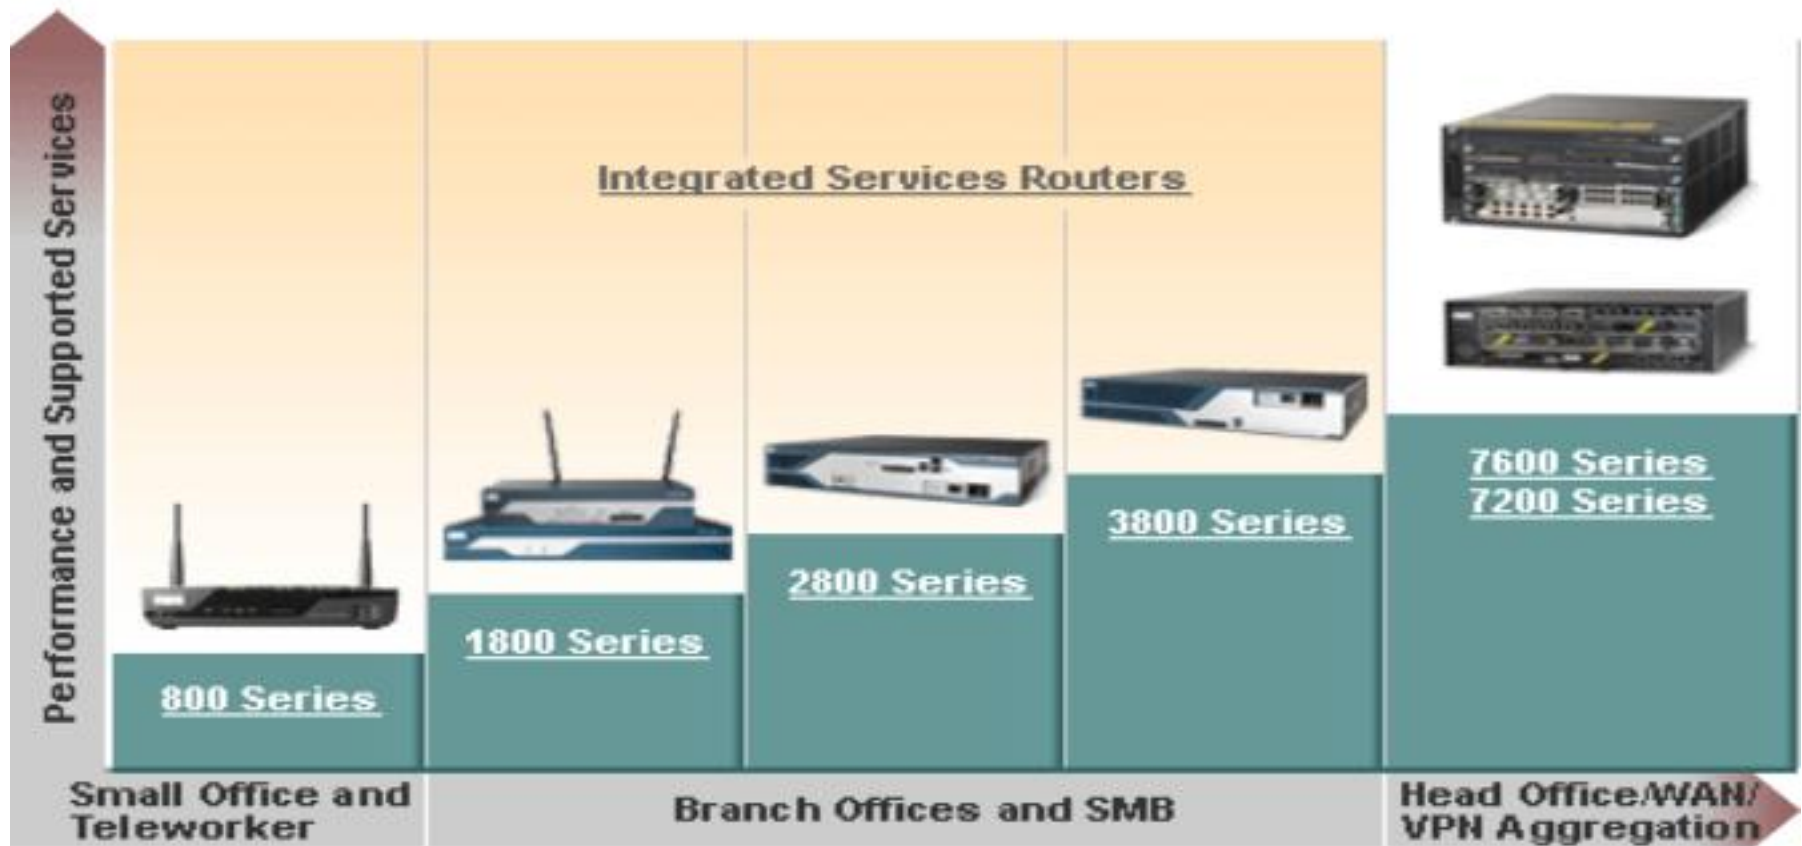 Performance and Supported Services
Integrated Services Routers
7600 Series
7200 Series
3800 Series
2800 Series
1800 Series
800 Series
Small Office and
Teleworker
Branch Offices and SMB
Head Office/WAN/
VPN Aggregation